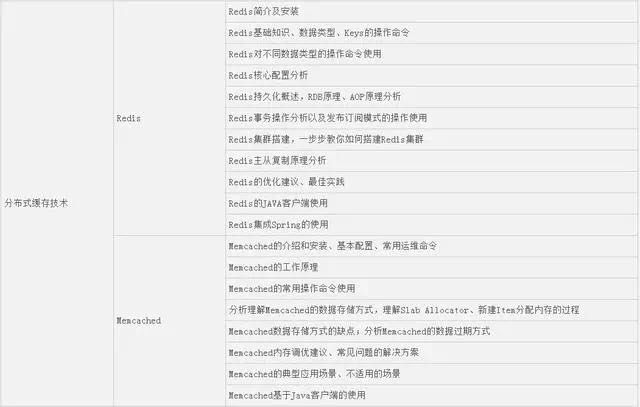 分布式缓存技术
Redis
Redis简介及安装
Redis基础知识、数据类型、Keys的操作命令
Redis对不同数据类型的操作命令使用
Redis核心配置分析
Redis持久化概述，RDB原理、AOP原理分析
Redis事务操作分析以及发布订阅模式的操作使用
Redis集群搭建，一步步教你如何搭建Redis集群
Redis主从复制原理分析
Redis的优化建议、最佳实践
Redis的JAVA客户端使用
Redis集成Spring的使用
Memcached
Memcached的介绍和安装、基本配置、常用运维命令
Memcached的工作原理
Memcached的常用操作命令使用
分析理解Memcached的数据存储方式，理解Slab Allocator、新建Item分配内存的过程
Memcached数据存储方式的缺点；分析Memcached的数据过期方式
Memcached内存调优建议、常见问题的解决方案
Memcached的典型应用场景、不适用的场景
Memcached基于Java客户端的使用